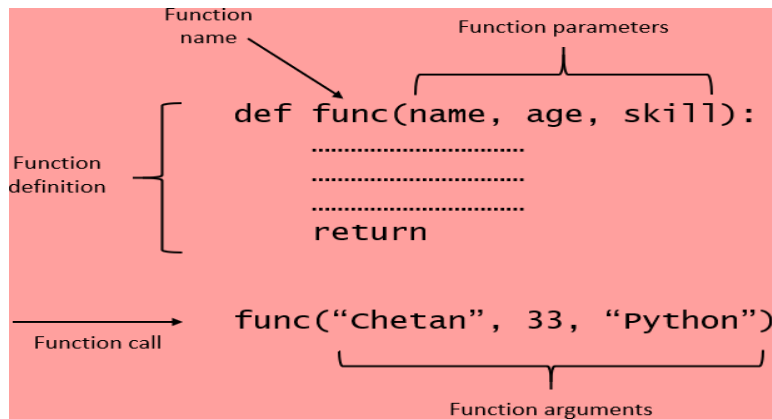 Function
name
Function parameters
def func(name, age, skill):
Function
definition
................................
................................
................................
return
func(“Chetan”, 33, “Python”)
Function call
Function arguments